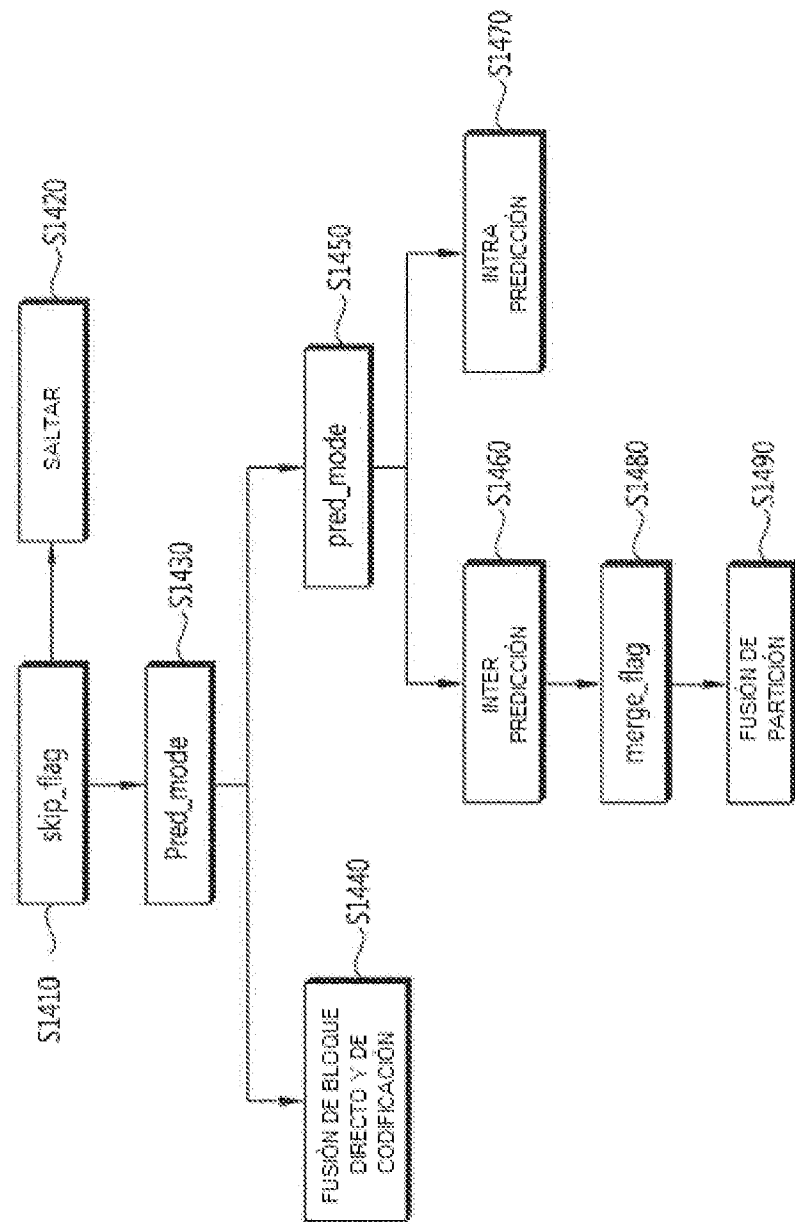 skip_flag
S1410
SALTAR
S1420
Pred_mode
S1430
FUSIÓN DE BLOQUE
DIRECTO Y DE
CODIFICACIÓN
S1440
pred_mode
S1450
INTER
PREDICCIÓN
S1460
INTRA
PREDICCIÓN
S1470
merge_flag
S1480
FUSIÓN DE
PARTICIÓN
S1490